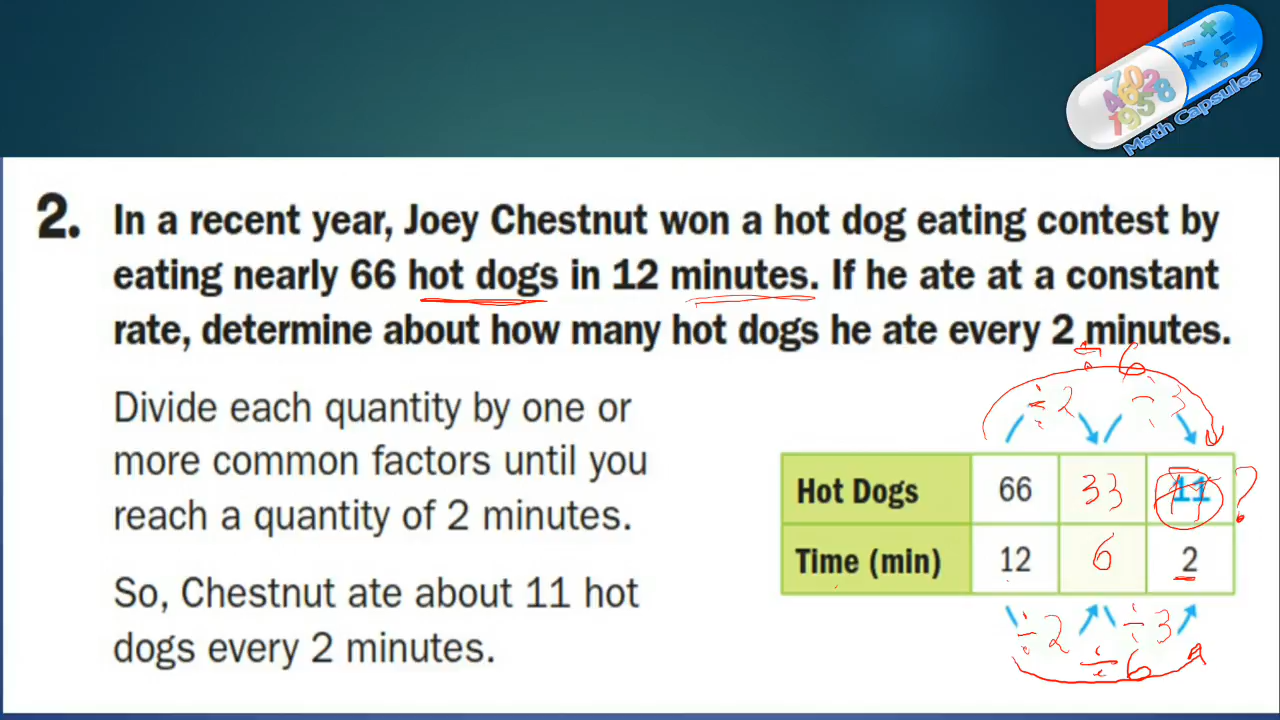 Math Capsules
2. In a recent year, Joey Chestnut won a hot dog eating contest by
eating nearly 66 hot dogs in 12 minutes. If he ate at a constant
rate, determine about how many hot dogs he ate every 2 minutes.
Divide each quantity by one or
more common factors until you
reach a quantity of 2 minutes.
So, Chestnut ate about 11 hot
dogs every 2 minutes.
÷ 6
÷2 ÷3
Hot Dogs 66 33 11 ?
Time (min) 12 6 2
÷2 ÷3
÷6